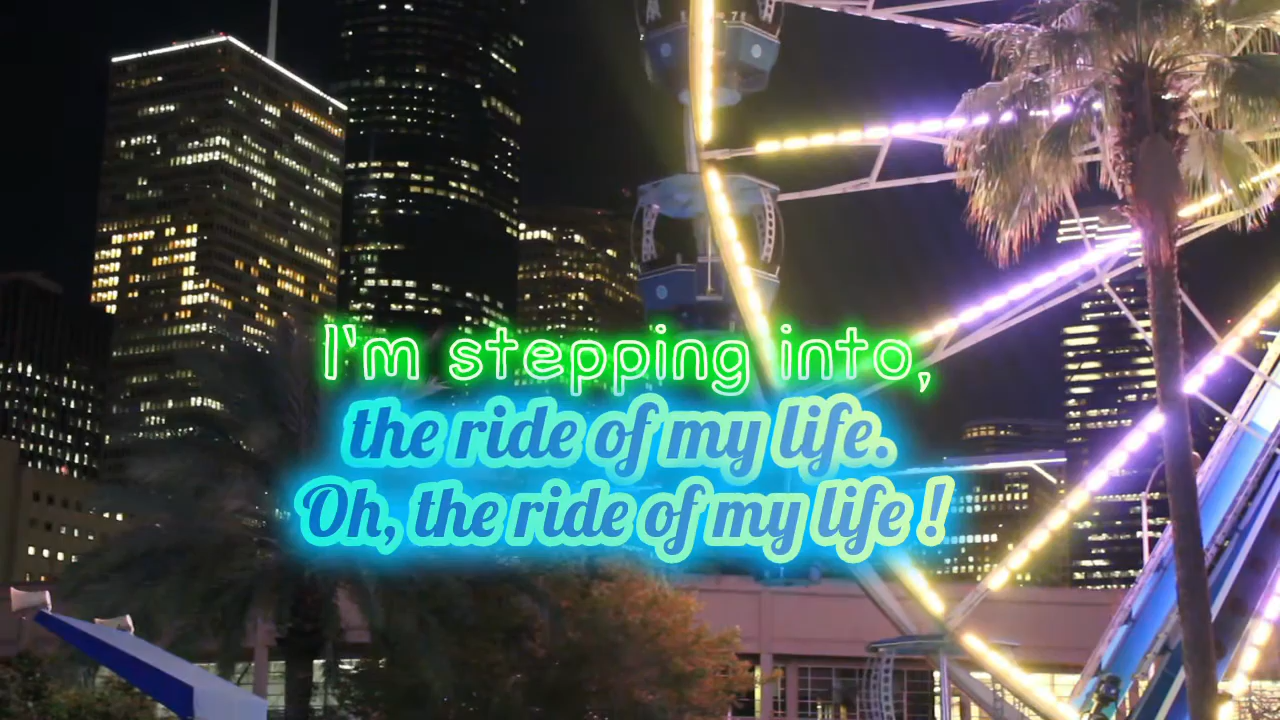 I'm stepping into,
the ride of my life.
Oh, the ride of my life !